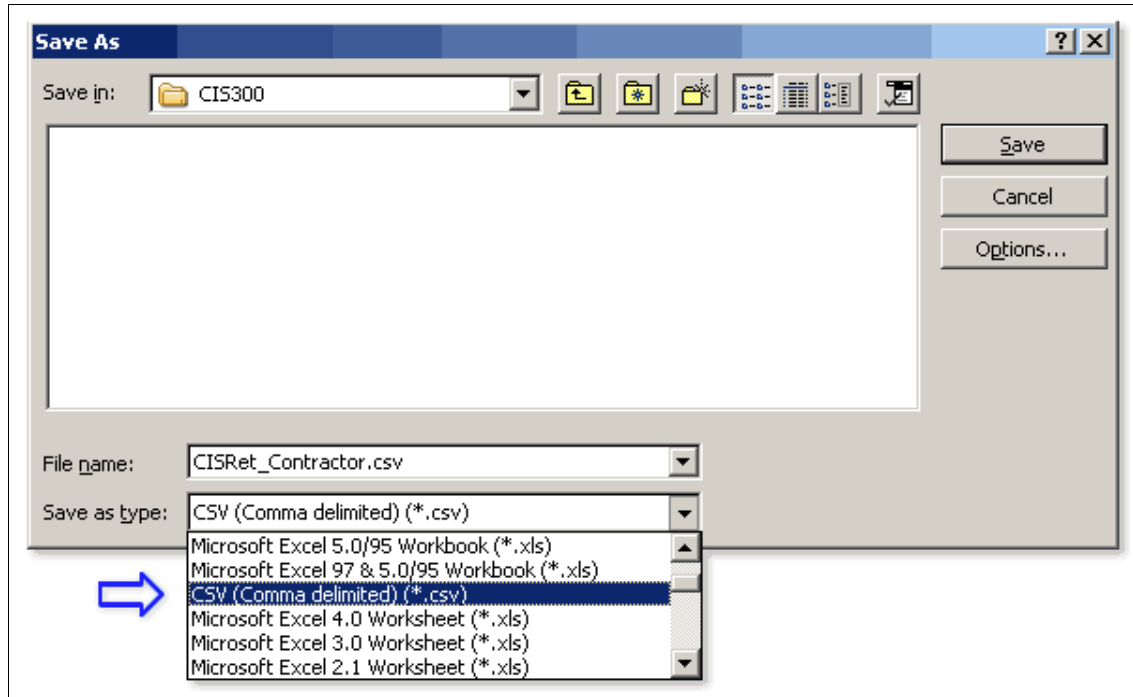 Save As
Save in: CIS300
Save
Cancel
Options...
File name: CISRet_Contractor.csv
Save as type: CSV (Comma delimited) (*.csv)
Microsoft Excel 5.0/95 Workbook (*.xls)
Microsoft Excel 97 & 5.0/95 Workbook (*.xls)
CSV (Comma delimited) (*.csv)
Microsoft Excel 4.0 Worksheet (*.xls)
Microsoft Excel 3.0 Worksheet (*.xls)
Microsoft Excel 2.1 Worksheet (*.xls)